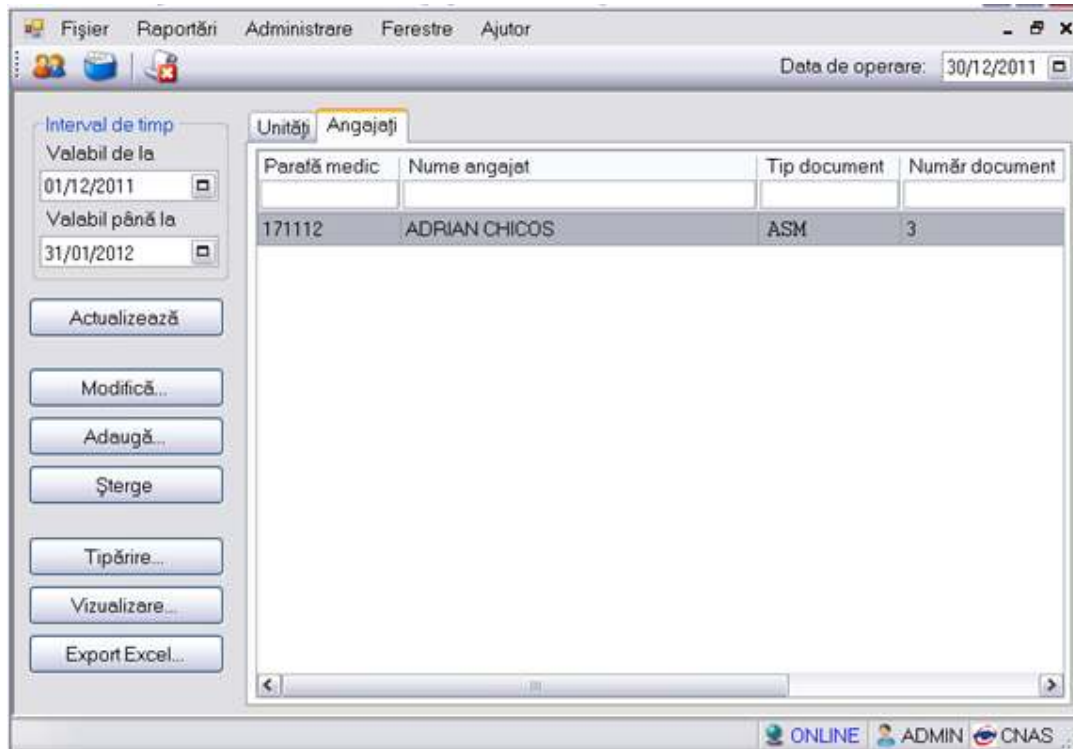 Fişier Raportări Administrare Ferestre Ajutor
Data de operare: 30/12/2011
Interval de timp
Valabil de la
01/12/2011
Valabil până la
31/01/2012
Actualizează
Modifică...
Adaugă...
Şterge
Tipărire...
Vizualizare...
Export Excel...
Unităţi Angajaţi
Parafă medic Nume angajat Tip document Număr document
171112 ADRIAN CHICOS ASM 3
ONLINE ADMIN CNAS